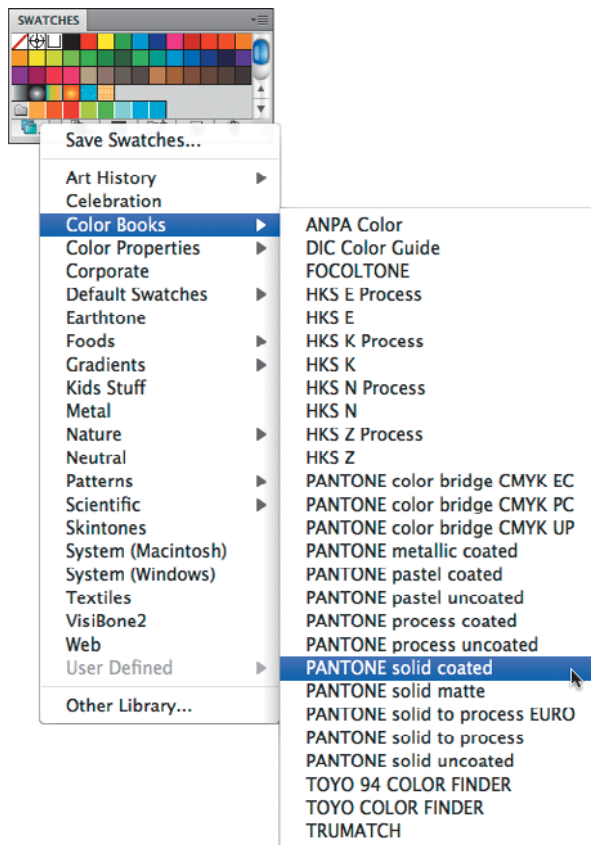 SWATCHES
Save Swatches...
Art History
Celebration
Color Books
Color Properties
Corporate
Default Swatches
Earthtone
Foods
Gradients
Kids Stuff
Metal
Nature
Neutral
Patterns
Scientific
Skintones
System (Macintosh)
System (Windows)
Textiles
VisiBone2
Web
User Defined
Other Library...
ANPA Color
DIC Color Guide
FOCOLTONE
HKS E Process
HKS E
HKS K Process
HKS K
HKS N Process
HKS N
HKS Z Process
HKS Z
PANTONE color bridge CMYK EC
PANTONE color bridge CMYK PC
PANTONE color bridge CMYK UP
PANTONE metallic coated
PANTONE pastel coated
PANTONE pastel uncoated
PANTONE process coated
PANTONE process uncoated
PANTONE solid coated
PANTONE solid matte
PANTONE solid to process EURO
PANTONE solid to process
PANTONE solid uncoated
TOYO 94 COLOR FINDER
TOYO COLOR FINDER
TRUMATCH